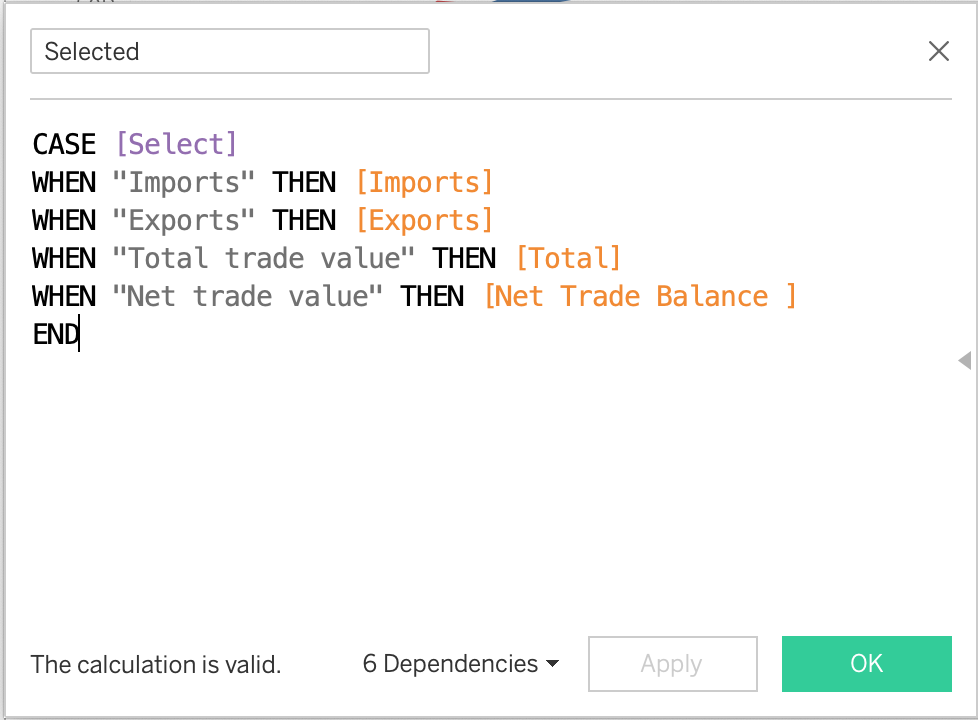 Selected
CASE [Select]
WHEN "Imports" THEN [Imports]
WHEN "Exports" THEN [Exports]
WHEN "Total trade value" THEN [Total]
WHEN "Net trade value" THEN [Net Trade Balance ]
END
The calculation is valid.
6 Dependencies
Apply
OK